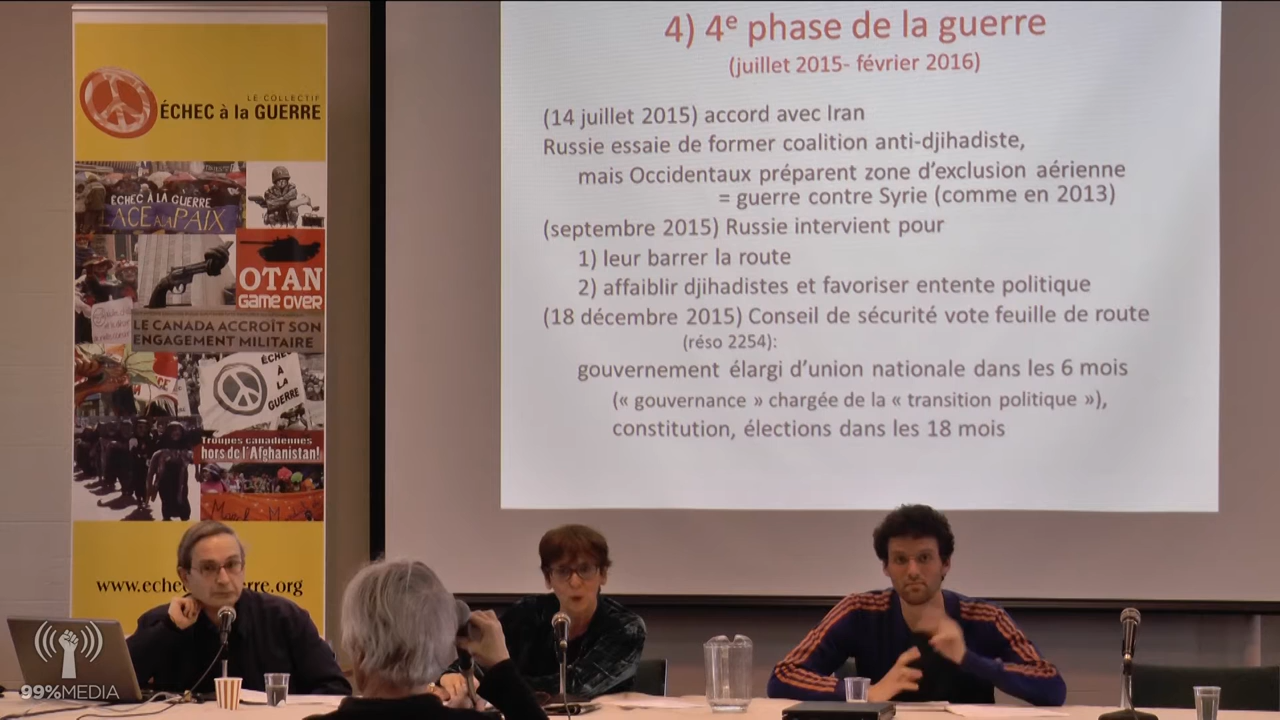 4) 4e phase de la guerre
(juillet 2015- février 2016)
(14 juillet 2015) accord avec Iran
Russie essaie de former coalition anti-djihadiste,
mais Occidentaux préparent zone d'exclusion aérienne
= guerre contre Syrie (comme en 2013)
(septembre 2015) Russie intervient pour
1) leur barrer la route
2) affaiblir djihadistes et favoriser entente politique
(18 décembre 2015) Conseil de sécurité vote feuille de route
(réso 2254):
gouvernement élargi d'union nationale dans les 6 mois
(« gouvernance » chargée de la « transition politique »),
constitution, élections dans les 18 mois
LE COLLECTIF
ÉCHEC à la GUERRE
ÉCHEC À LA GUERRE
PAIX
OTAN
GAME OVER
LE CANADA ACCROÎT SON
ENGAGEMENT MILITAIRE
À
LA
GUERRE
Troupes canadiennes
hors de l'Afghanistan!
www.eche
rre.org
99%MEDIA